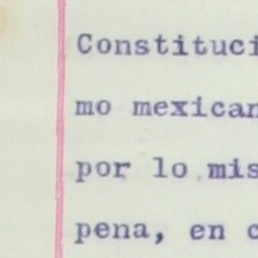 Constituci
mo mexican
por lo mis
pena, en c